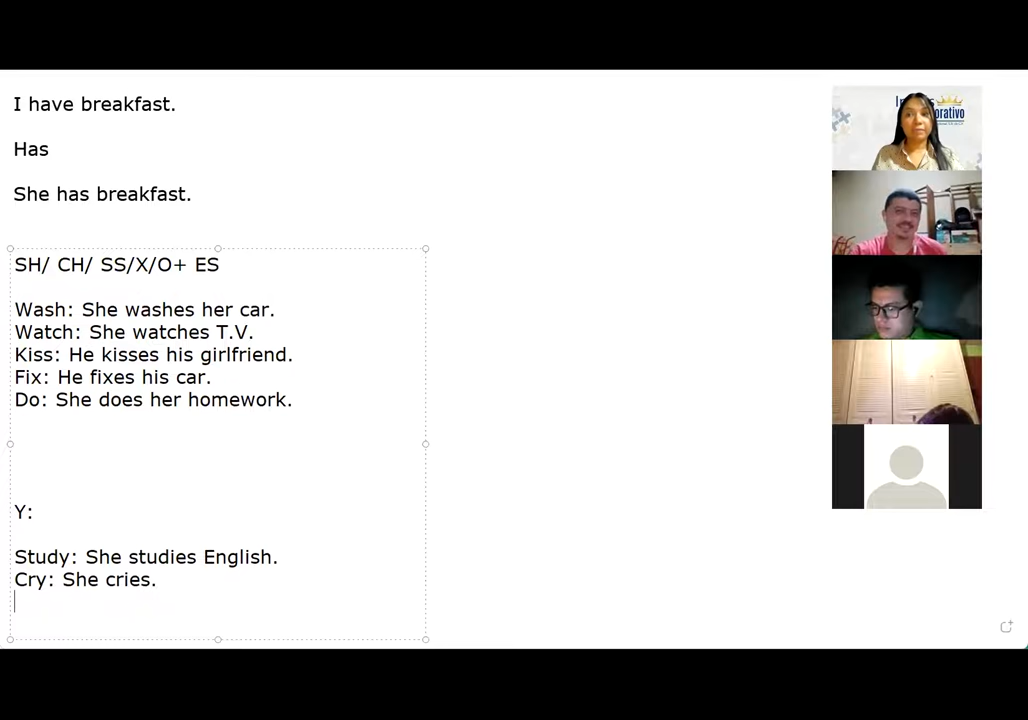 I have breakfast.
Has
She has breakfast.
SH/ CH/ SS/X/O+ ES
Wash: She washes her car.
Watch: She watches T.V.
Kiss: He kisses his girlfriend.
Fix: He fixes his car.
Do: She does her homework.
Y:
Study: She studies English.
Cry: She cries.
orativo